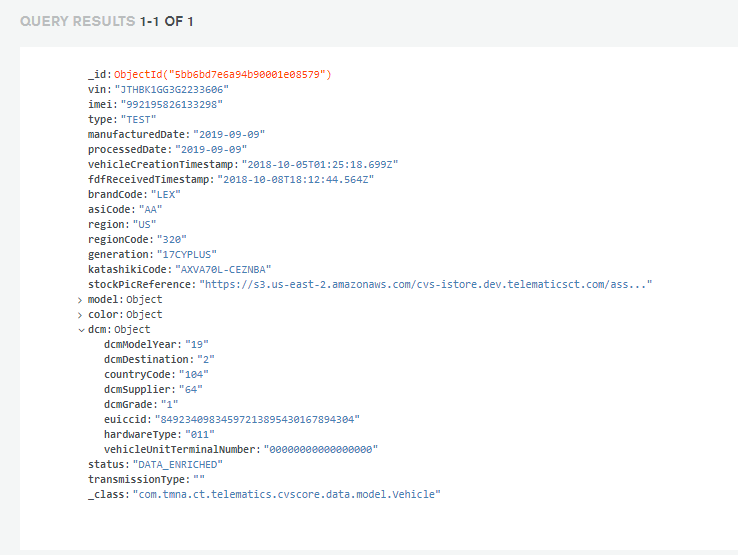 QUERY RESULTS 1-1 OF 1
_id: ObjectId("5bb6bd7e6a94b90001e08579")
vin: "JTHBK1GG3G2233606"
imei: "992195826133298"
type: "TEST"
manufacturedDate: "2019-09-09"
processedDate: "2019-09-09"
vehicleCreationTimestamp: "2018-10-05T01:25:18.699Z"
fdfReceivedTimestamp: "2018-10-08T18:12:44.564Z"
brandCode: "LEX"
asiCode: "AA"
region: "US"
regionCode: "320"
generation: "17CYPLUS"
katashikiCode: "AXVA70L-CEZNBA"
stockPicReference: "https://s3.us-east-2.amazonaws.com/cvs-istore.dev.telematicsct.com/ass..."
model: Object
color: Object
dcm: Object
dcmModelYear: "19"
dcmDestination: "2"
countryCode: "104"
dcmSupplier: "64"
dcmGrade: "1"
euiccid: "84923409834597213895430167894304"
hardwareType: "011"
vehicleUnitTerminalNumber: "00000000000000000"
status: "DATA_ENRICHED"
transmissionType: ""
_class: "com.tmna.ct.telematics.cvscore.data.model.Vehicle"